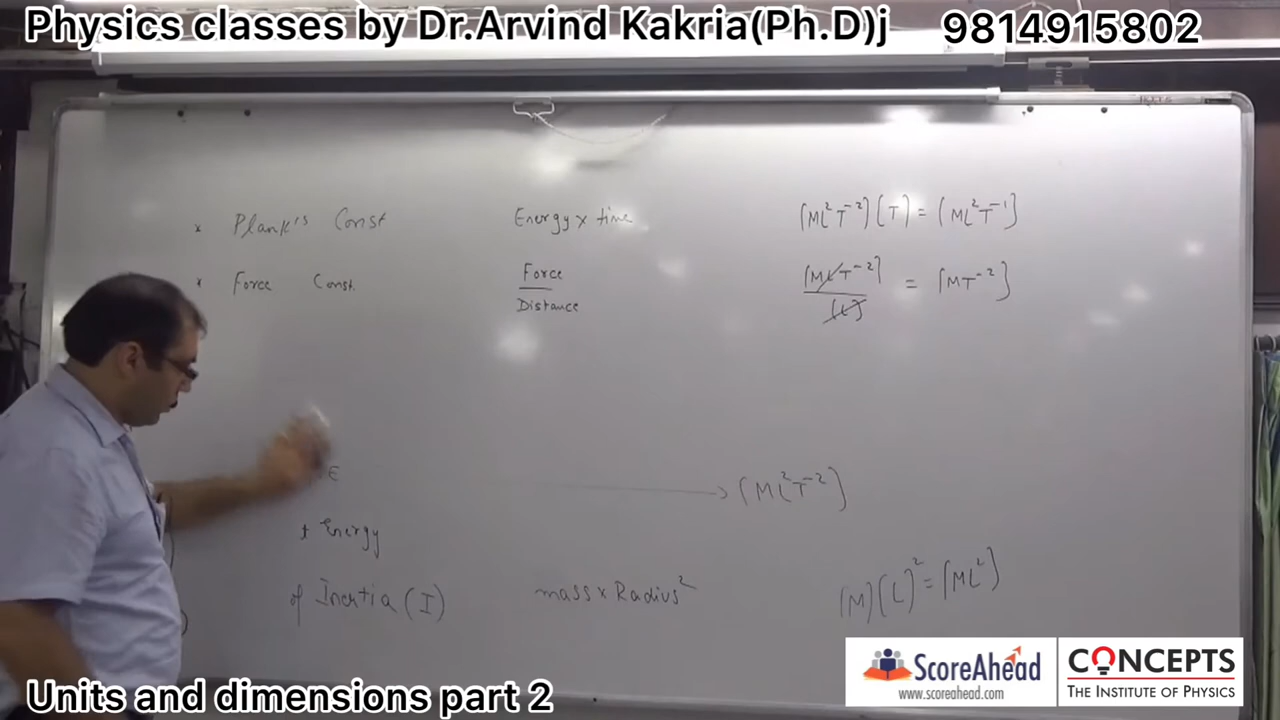 Physics classes by Dr.Arvind Kakria(Ph.D)j 9814915802
x Plank's Const Energy x time [ML²T⁻²][T] = [ML²T⁻¹]
x Force Const. Force / Distance [MLT⁻²] / [L] = [MT⁻²]
E → [ML²T⁻²]
t Energy
of Inertia (I) mass x Radius² [M][L]² = [ML²]
ScoreAhead
www.scoreahead.com
CONCEPTS
THE INSTITUTE OF PHYSICS
Units and dimensions part 2